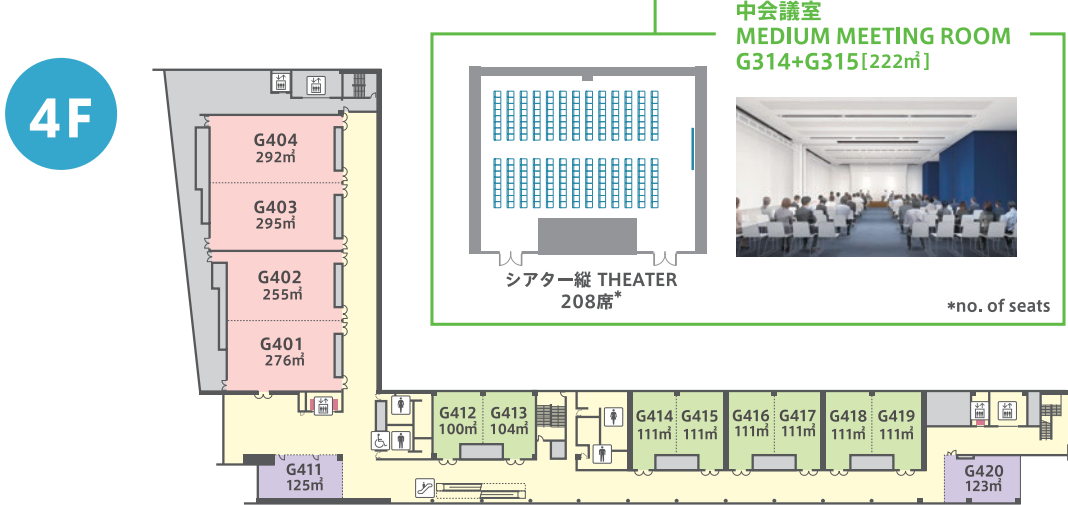 中会議室
MEDIUM MEETING ROOM
G314+G315[222㎡]
4F
シアター縦 THEATER
208席*
*no. of seats
G404
292㎡
G403
295㎡
G402
255㎡
G401
276㎡
G412
100㎡
G413
104㎡
G414
111㎡
G415
111㎡
G416
111㎡
G417
111㎡
G418
111㎡
G419
111㎡
G411
125㎡
G420
123㎡